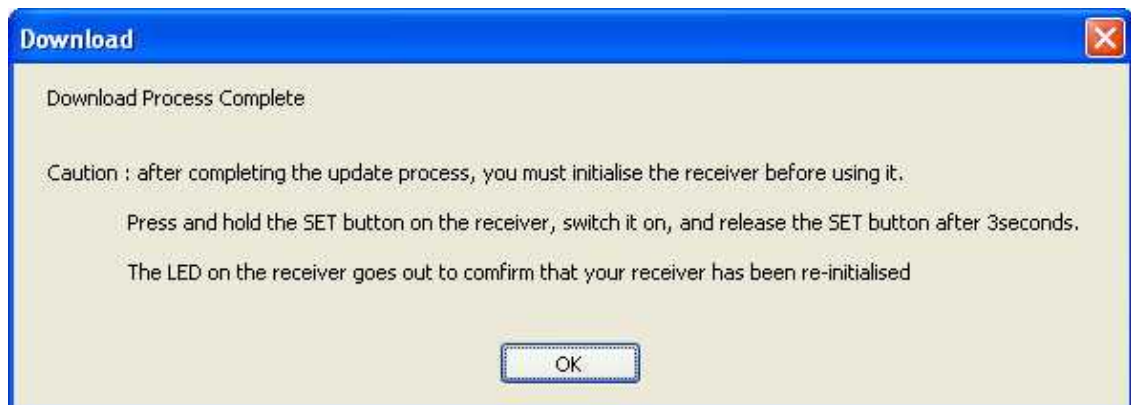 Download
Download Process Complete
Caution : after completing the update process, you must initialise the receiver before using it.
Press and hold the SET button on the receiver, switch it on, and release the SET button after 3seconds.
The LED on the receiver goes out to comfirm that your receiver has been re-initialised
OK